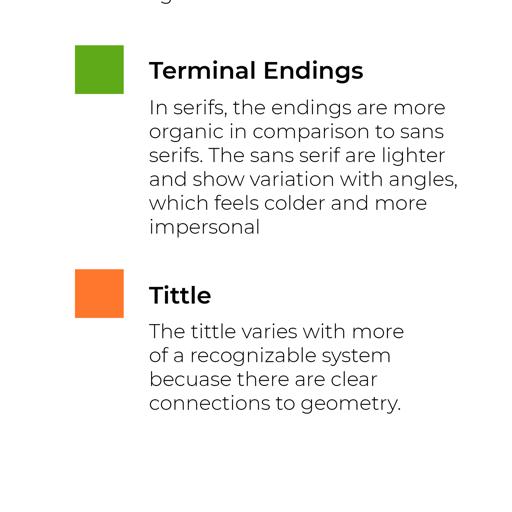 Terminal Endings
In serifs, the endings are more
organic in comparison to sans
serifs. The sans serif are lighter
and show variation with angles,
which feels colder and more
impersonal
Tittle
The tittle varies with more
of a recognizable system
becuase there are clear
connections to geometry.